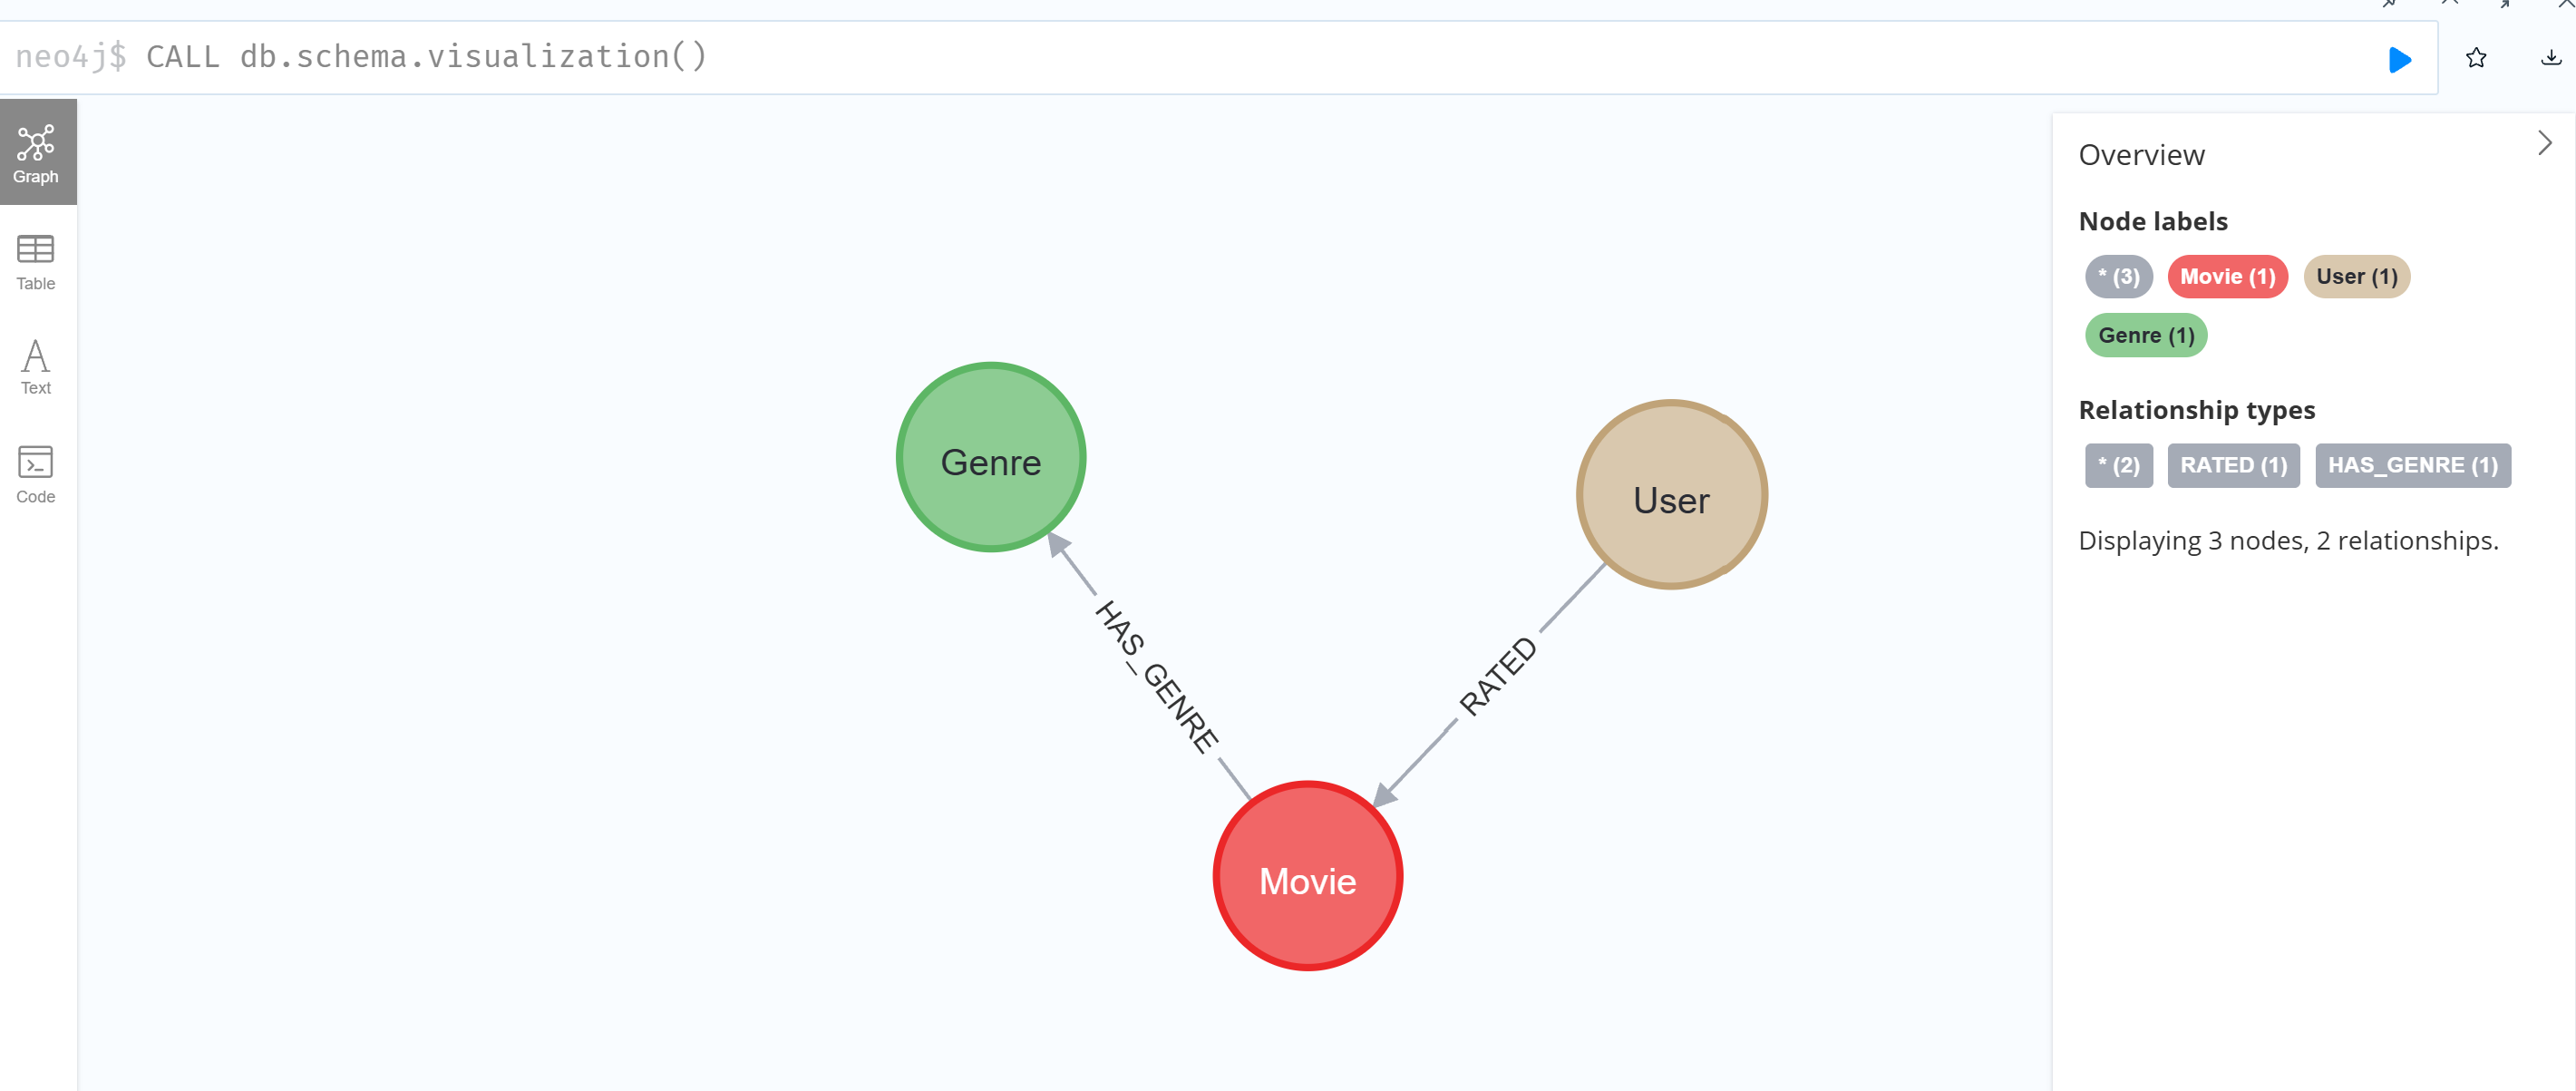 neo4j$ CALL db.schema.visualization()
Graph
Table
Text
Code
Genre
User
HAS_GENRE
RATED
Movie
Overview
Node labels
* (3) Movie (1) User (1)
Genre (1)
Relationship types
* (2) RATED (1) HAS_GENRE (1)
Displaying 3 nodes, 2 relationships.